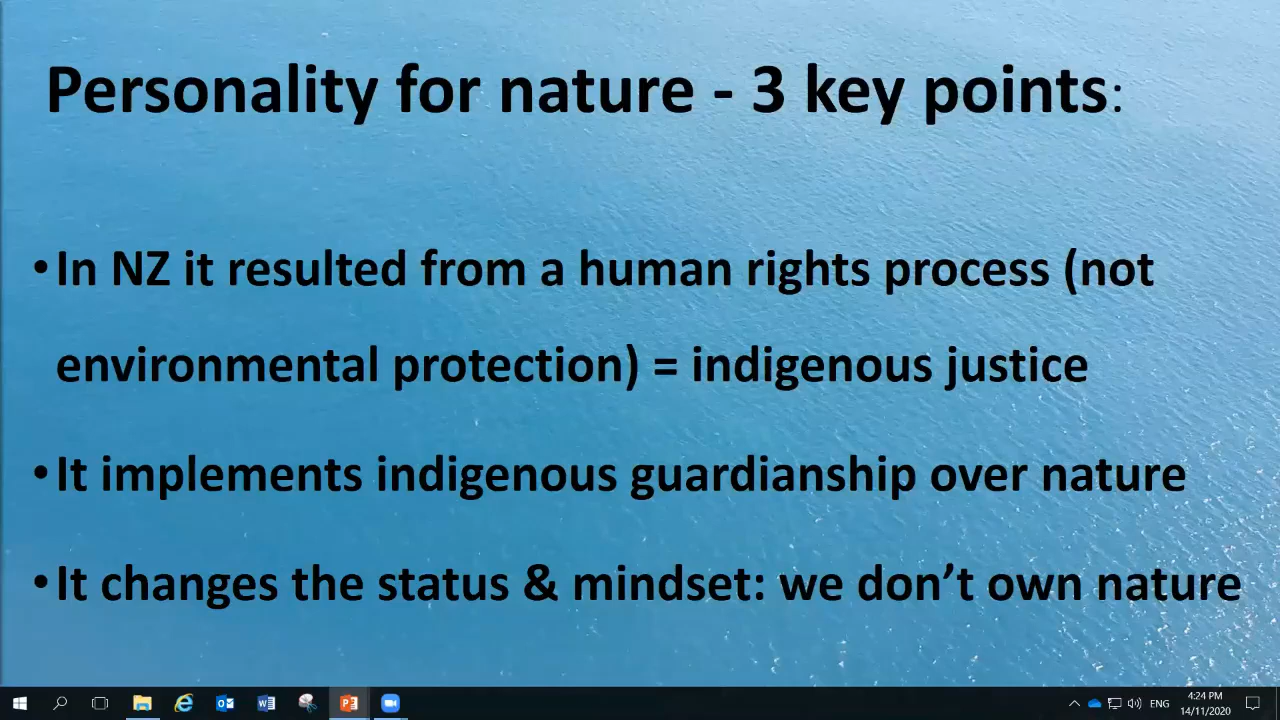 Personality for nature - 3 key points:
•In NZ it resulted from a human rights process (not
environmental protection) = indigenous justice
•It implements indigenous guardianship over nature
•It changes the status & mindset: we don’t own nature
ENG
4:24 PM
14/11/2020